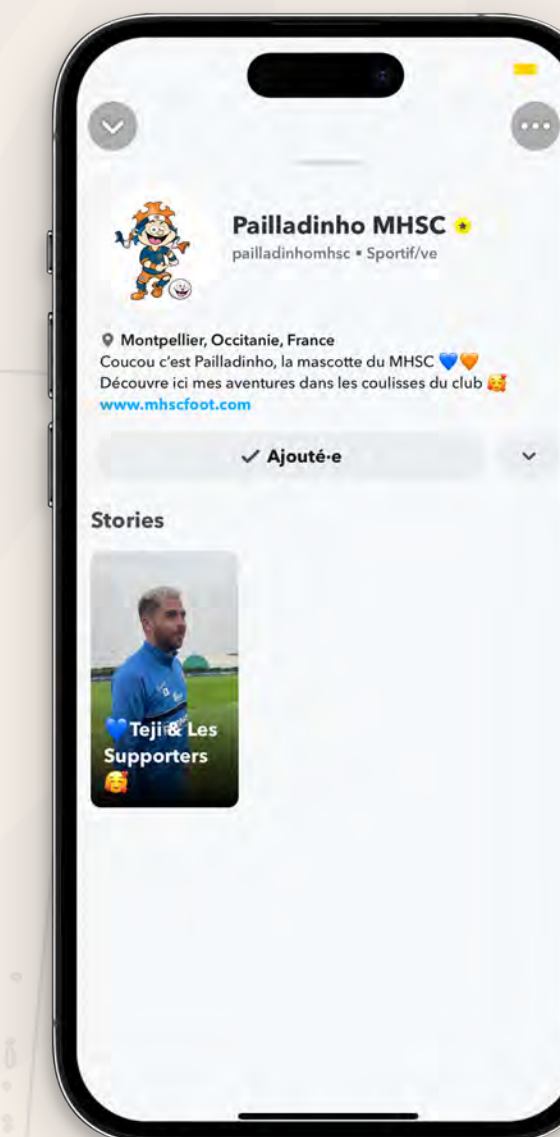 Pailladinho MHSC
pailladinhomhsc • Sportif/ve
Montpellier, Occitanie, France
Coucou c'est Pailladinho, la mascotte du MHSC 💙🧡
Découvre ici mes aventures dans les coulisses du club 🥰
www.mhscfoot.com
Ajouté·e
Stories
💙Teji & Les
Supporters
🥰